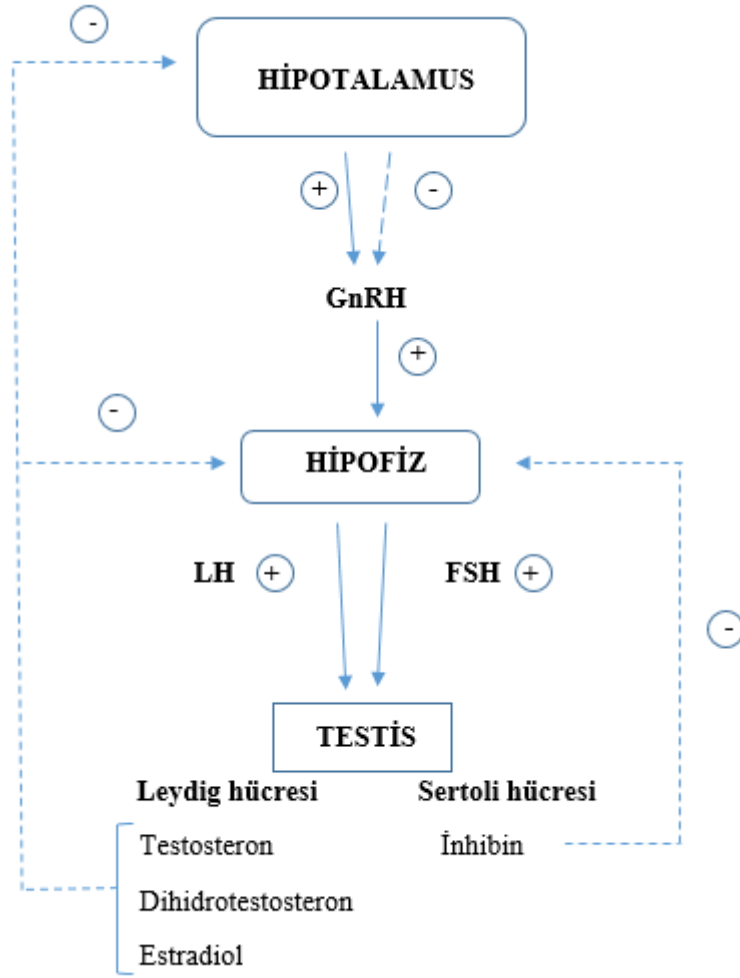 -
HİPOTALAMUS
+ -
GnRH
+
-
HİPOFİZ
LH + FSH +
-
TESTİS
Leydig hücresi Sertoli hücresi
Testosteron İnhibin
Dihidrotestosteron
Estradiol